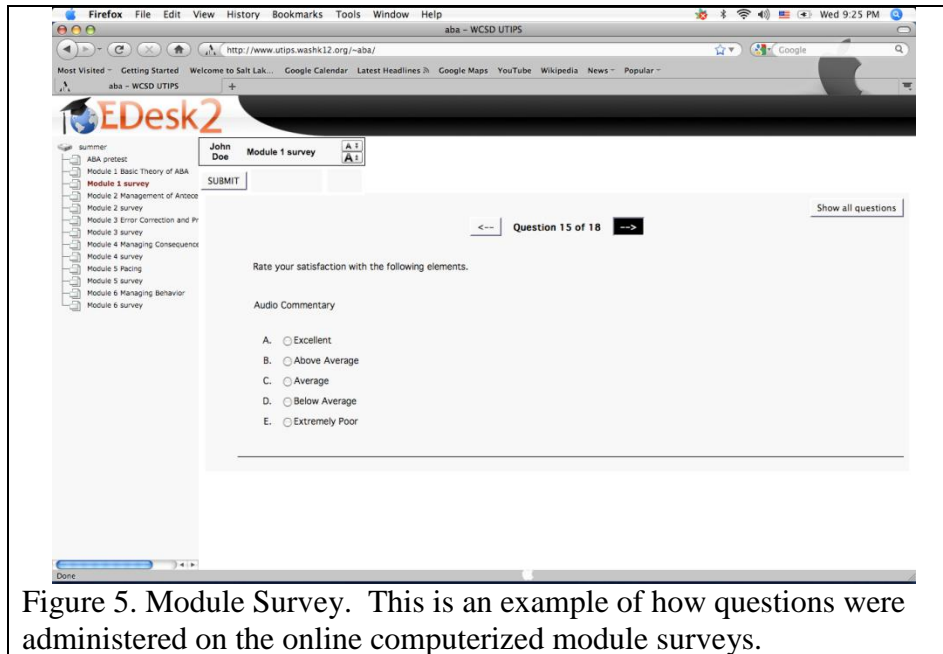 Firefox File Edit View History Bookmarks Tools Window Help Wed 9:25 PM
aba – WCSD UTIPS
http://www.utips.washk12.org/~aba/ Google
Most Visited Getting Started Welcome to Salt Lak... Google Calendar Latest Headlines Google Maps YouTube Wikipedia News Popular
aba – WCSD UTIPS +
EDesk2
summer
ABA pretest
Module 1 Basic Theory of ABA
Module 1 survey
Module 2 Management of Antece
Module 2 survey
Module 3 Error Correction and Pr
Module 3 survey
Module 4 Managing Consequence
Module 4 survey
Module 5 Pacing
Module 5 survey
Module 6 Managing Behavior
Module 6 survey
John Doe Module 1 survey A A
SUBMIT
Show all questions
<-- Question 15 of 18 -->
Rate your satisfaction with the following elements.
Audio Commentary
A. Excellent
B. Above Average
C. Average
D. Below Average
E. Extremely Poor
Done
Figure 5. Module Survey. This is an example of how questions were
administered on the online computerized module surveys.